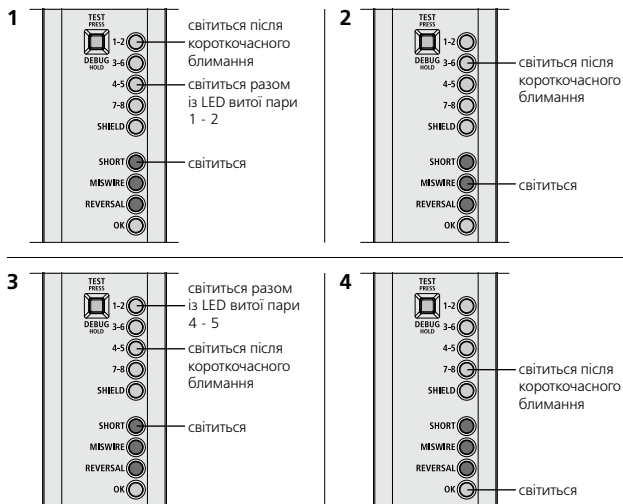 1
TEST
PRESS
DEBUG
HOLD
1-2
3-6
4-5
7-8
SHIELD
SHORT
MISWIRE
REVERSAL
OK
світиться після
короткочасного
блимання
світиться разом
із LED витої пари
1 - 2
світиться
2
TEST
PRESS
DEBUG
HOLD
1-2
3-6
4-5
7-8
SHIELD
SHORT
MISWIRE
REVERSAL
OK
світиться після
короткочасного
блимання
світиться
3
TEST
PRESS
DEBUG
HOLD
1-2
3-6
4-5
7-8
SHIELD
SHORT
MISWIRE
REVERSAL
OK
світиться разом
із LED витої пари
4 - 5
світиться після
короткочасного
блимання
світиться
4
TEST
PRESS
DEBUG
HOLD
1-2
3-6
4-5
7-8
SHIELD
SHORT
MISWIRE
REVERSAL
OK
світиться після
короткочасного
блимання
світиться